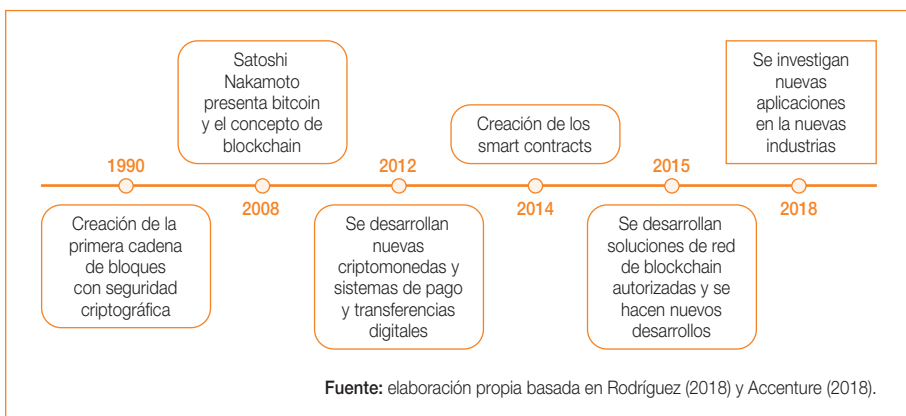 1990
Creación de la
primera cadena
de bloques
con seguridad
criptográfica
Satoshi
Nakamoto
presenta bitcoin
y el concepto de
blockchain
2008
2012
Se desarrollan
nuevas
criptomonedas y
sistemas de pago
y transferencias
digitales
Creación de los
smart contracts
2014
2015
Se desarrollan
soluciones de red
de blockchain
autorizadas y se
hacen nuevos
desarrollos
Se investigan
nuevas
aplicaciones
en la nuevas
industrias
2018
Fuente: elaboración propia basada en Rodríguez (2018) y Accenture (2018).